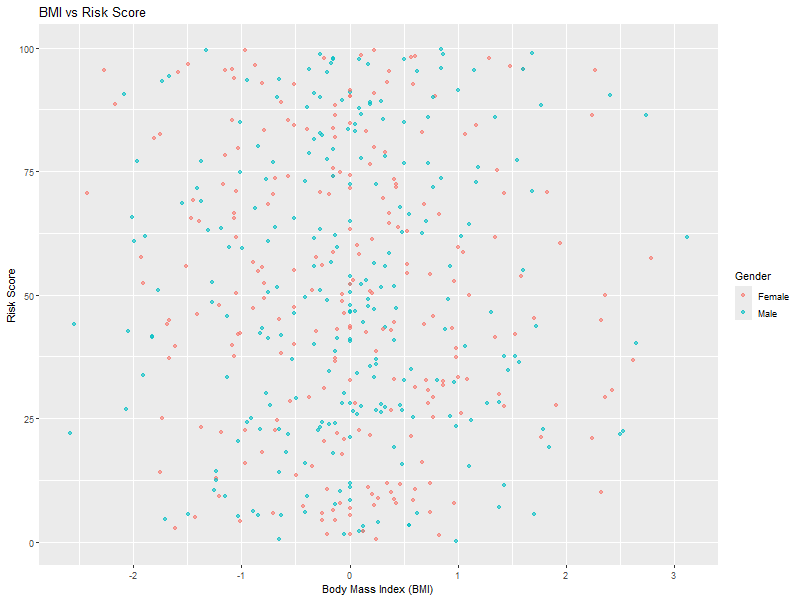 BMI vs Risk Score
Risk Score
100
75
50
25
0
-2 -1 0 1 2 3
Body Mass Index (BMI)
Gender
Female
Male